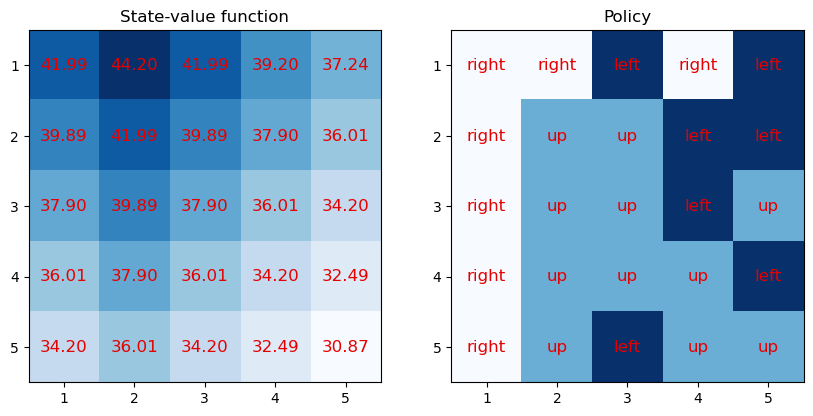 State-value function
Policy
1 41.99 44.20 41.99 39.20 37.24
2 39.89 41.99 39.89 37.90 36.01
3 37.90 39.89 37.90 36.01 34.20
4 36.01 37.90 36.01 34.20 32.49
5 34.20 36.01 34.20 32.49 30.87
1 2 3 4 5
1 right right left right left
2 right up up left left
3 right up up left up
4 right up up up left
5 right up left up up
1 2 3 4 5